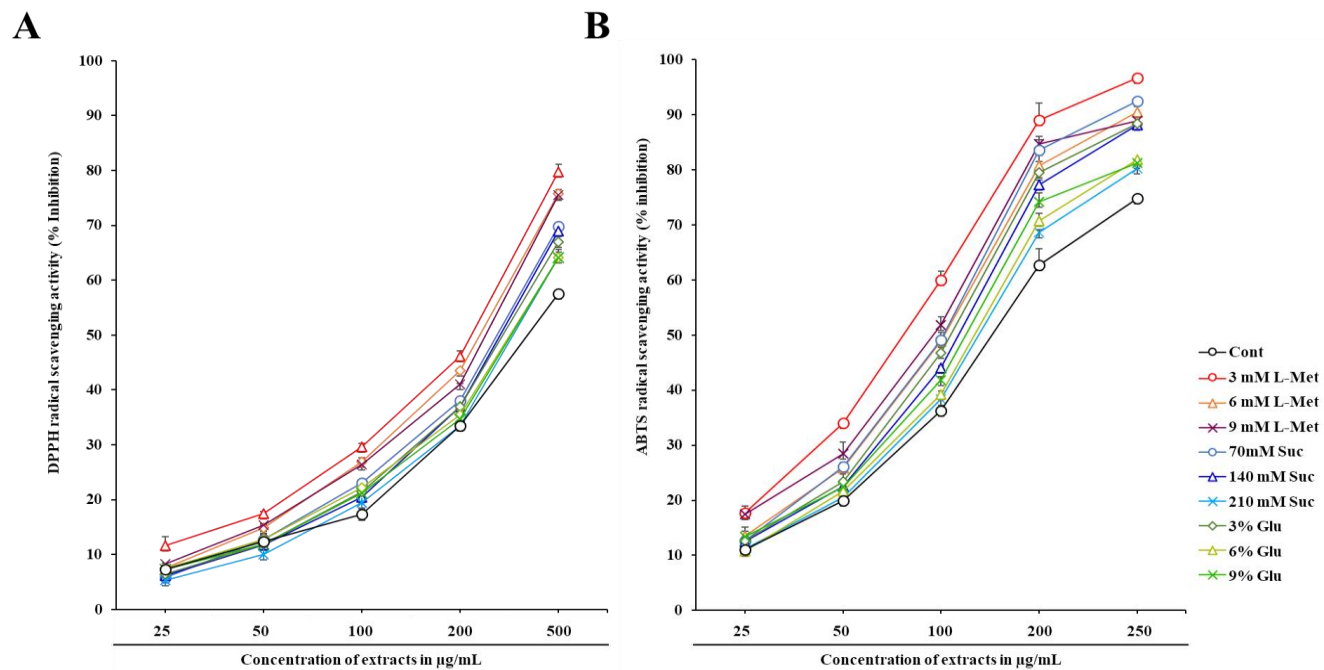 A
DPPH radical scavenging activity (% Inhibition)
100
90
80
70
60
50
40
30
20
10
0
25 50 100 200 500
Concentration of extracts in µg/mL
B
ABTS radical scavenging activity (% inhibition)
100
90
80
70
60
50
40
30
20
10
0
25 50 100 200 250
Concentration of extracts in µg/mL
Cont
3 mM L-Met
6 mM L-Met
9 mM L-Met
70mM Suc
140 mM Suc
210 mM Suc
3% Glu
6% Glu
9% Glu